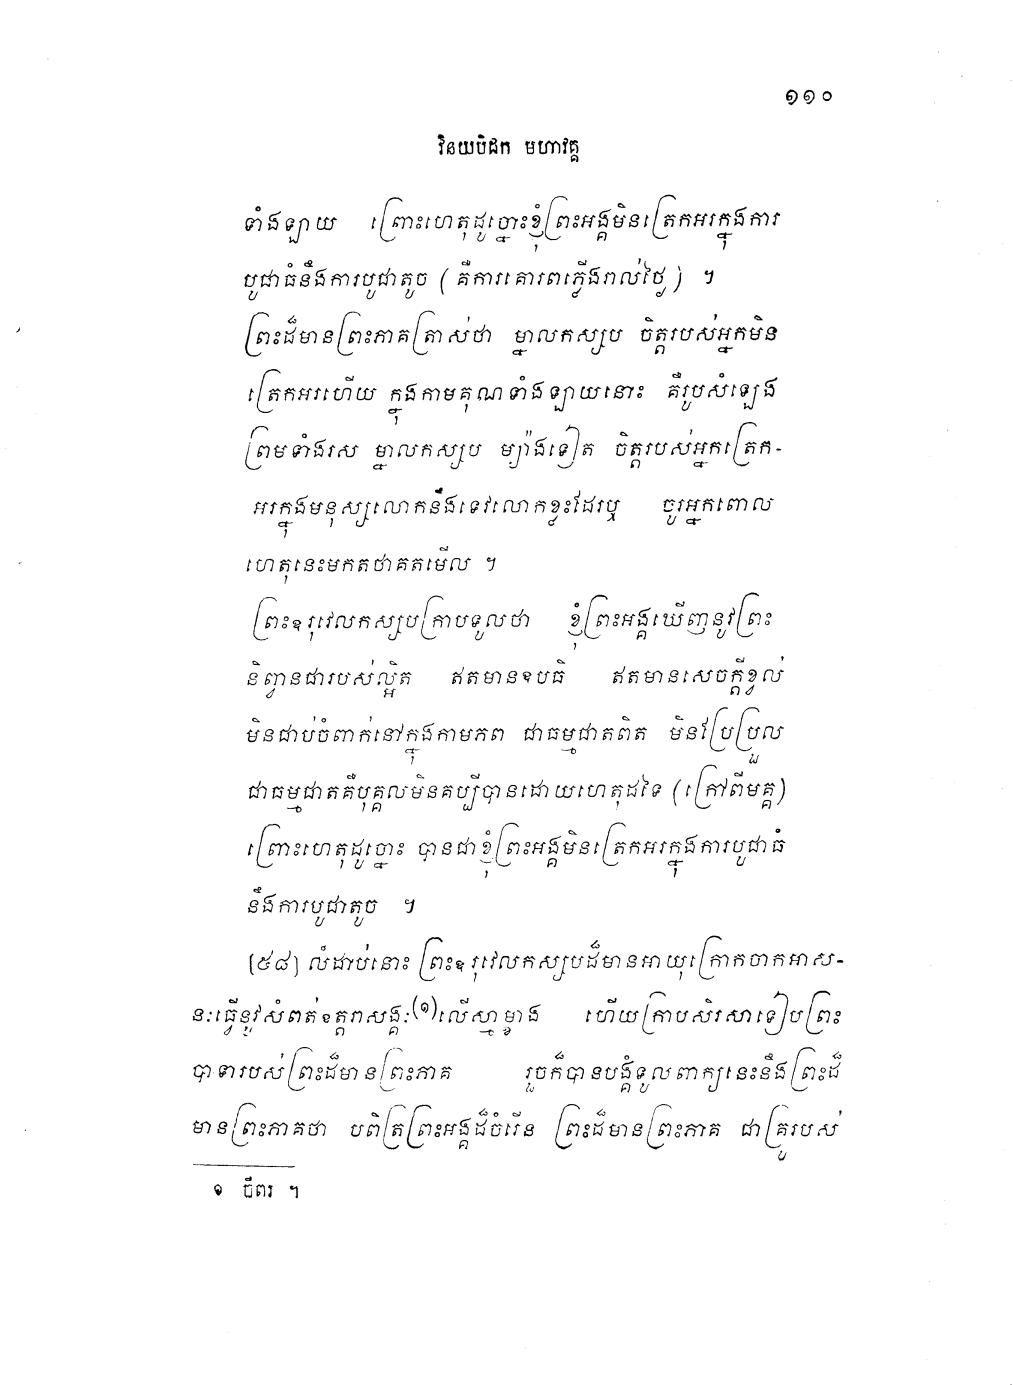 ១១០
វិនយបិដក មហាវគ្គ
ទាំងឡាយ ព្រោះហេតុដូច្នោះខ្ញុំព្រះអង្គមិនត្រេកអរក្នុងការ
បូជាធំនឹងការបូជាតូច ( គឺការគោរពភ្លើងរាល់ថ្ងៃ ) ។
ព្រះដ៏មានព្រះភាគត្រាស់ថា ម្នាលកស្សប ចិត្តរបស់អ្នកមិន
ត្រេកអរហើយ ក្នុងកាមគុណទាំងឡាយនោះ គឺរូបសំឡេង
ព្រមទាំងរស ម្នាលកស្សប ម្យ៉ាងទៀត ចិត្តរបស់អ្នកត្រេក-
អរក្នុងមនុស្សលោកនឹងទេវលោកខ្លះដែរឬ ចូរអ្នកពោល
ហេតុនេះមកតថាគតមើល ។
ព្រះឧរុវេលកស្សបក្រាបទូលថា ខ្ញុំព្រះអង្គឃើញនូវព្រះ
និព្វានជារបស់ល្អិត ឥតមានឧបធិ ឥតមានសេចក្តីខ្វល់
មិនជាប់ចំពាក់នៅក្នុងកាមភព ជាធម្មជាតពិត មិនប្រែប្រួល
ជាធម្មជាតគឺបុគ្គលមិនគប្បីបានដោយហេតុដទៃ (ក្រៅពីមគ្គ)
ព្រោះហេតុដូច្នោះ បានជាខ្ញុំព្រះអង្គមិនត្រេកអរក្នុងការបូជាធំ
នឹងការបូជាតូច ។
[៥៨] លំដាប់នោះ ព្រះឧរុវេលកស្សបដ៏មានអាយុក្រោកចាកអាស-
នៈធ្វើនូវសំពត់ឧត្តរាសង្គៈ(១)លើស្មាម្ខាង ហើយក្រាបសិរសាទៀបព្រះ
បាទារបស់ព្រះដ៏មានព្រះភាគ រួចក៏បានបង្គំទូលពាក្យនេះនឹងព្រះដ៏
មានព្រះភាគថា បពិត្រព្រះអង្គដ៏ចំរើន ព្រះដ៏មានព្រះភាគ ជាគ្រូរបស់
១ ចីពរ ។